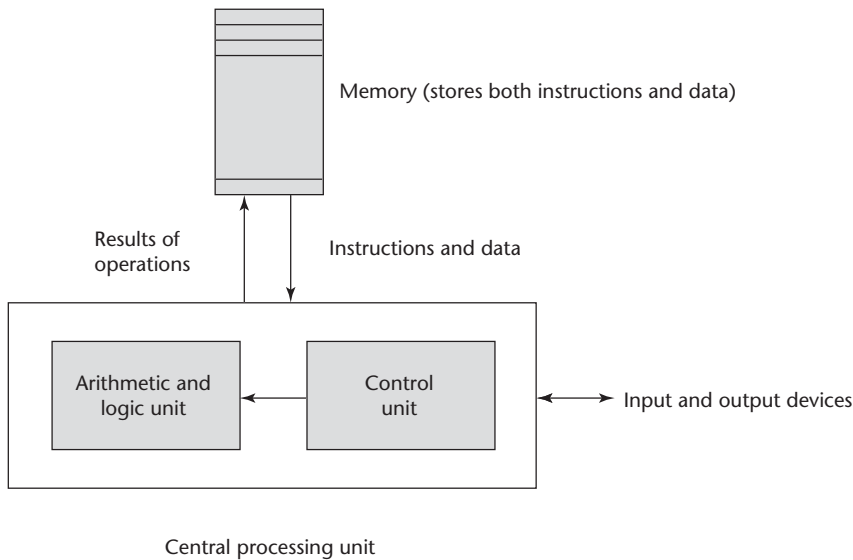 Memory (stores both instructions and data)
Results of
operations
Instructions and data
Arithmetic and
logic unit
Control
unit
Input and output devices
Central processing unit